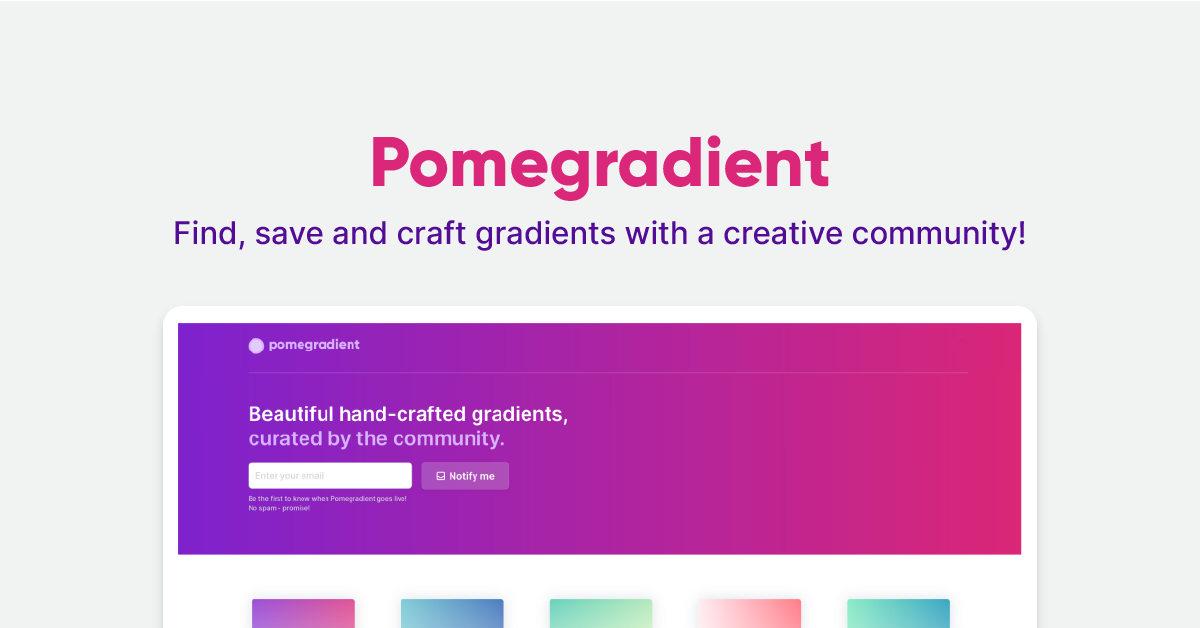 Pomegradient
Find, save and craft gradients with a creative community!
pomegradient
Beautiful hand-crafted gradients,
curated by the community.
Enter your email
Notify me
Be the first to know when Pomegradient goes live!
No spam - promise!